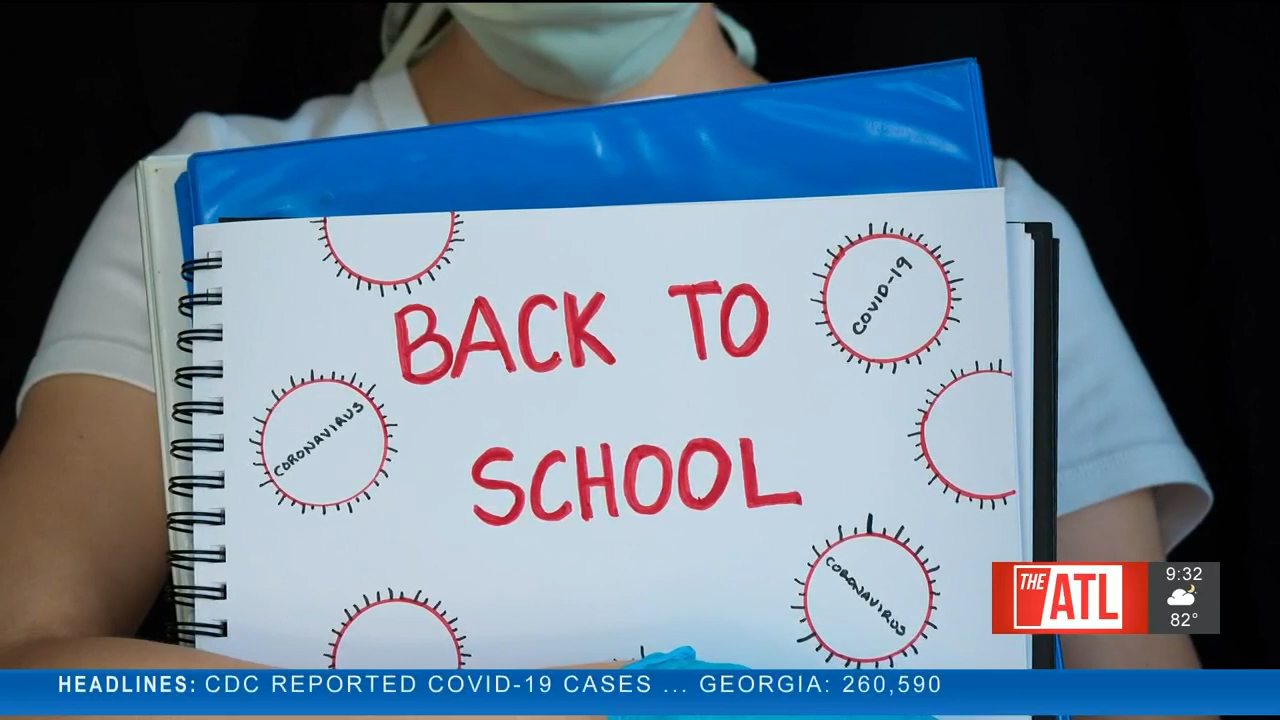 BACK TO
SCHOOL
COVID-19
CORONAVIRUS
CORONAVIRUS
THE ATL
9:32
82°
HEADLINES: CDC REPORTED COVID-19 CASES ... GEORGIA: 260,590